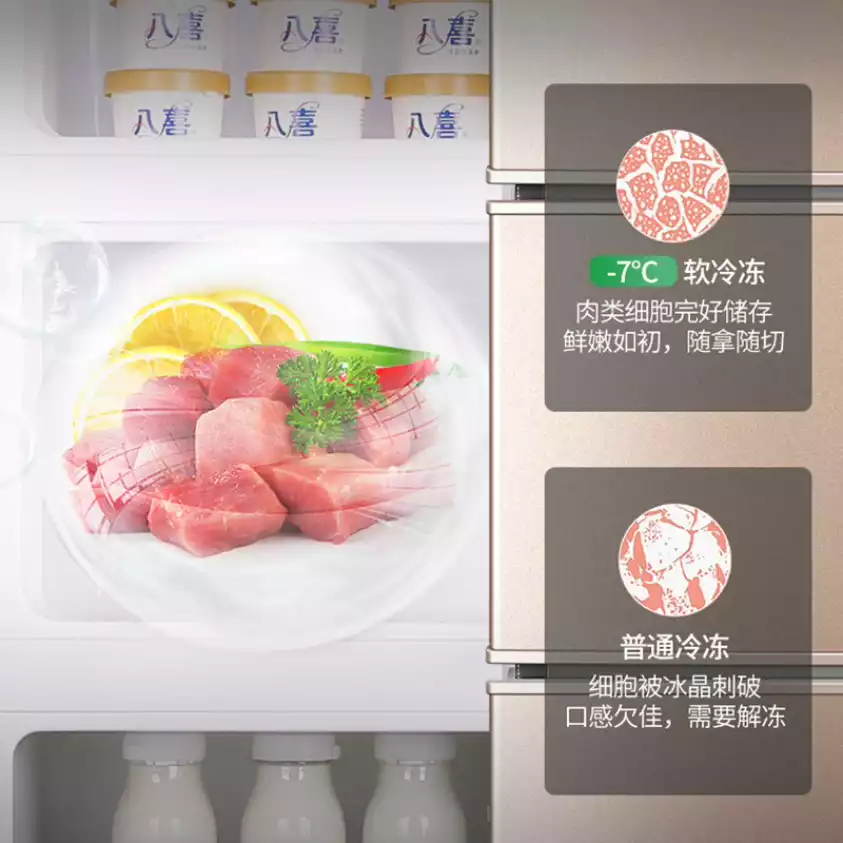 八喜 八喜 八喜
八喜 八喜 八喜
-7°C 软冷冻
肉类细胞完好储存
鲜嫩如初，随拿随切
普通冷冻
细胞被冰晶刺破
口感欠佳，需要解冻